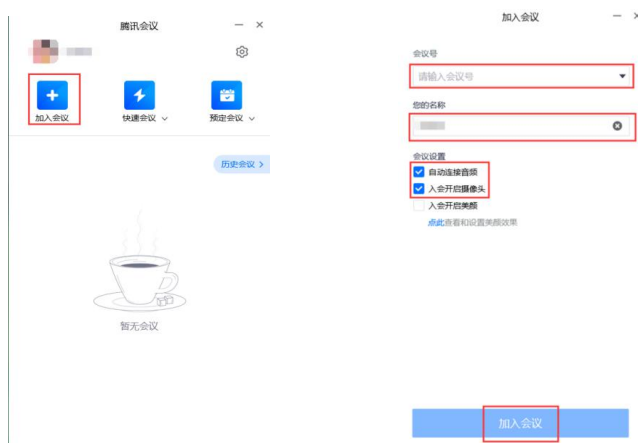 腾讯会议
加入会议
快速会议
预定会议
历史会议 >
暂无会议
加入会议
会议号
请输入会议号
您的名称
会议设置
自动连接音频
入会开启摄像头
入会开启美颜
点此查看和设置美颜效果
加入会议